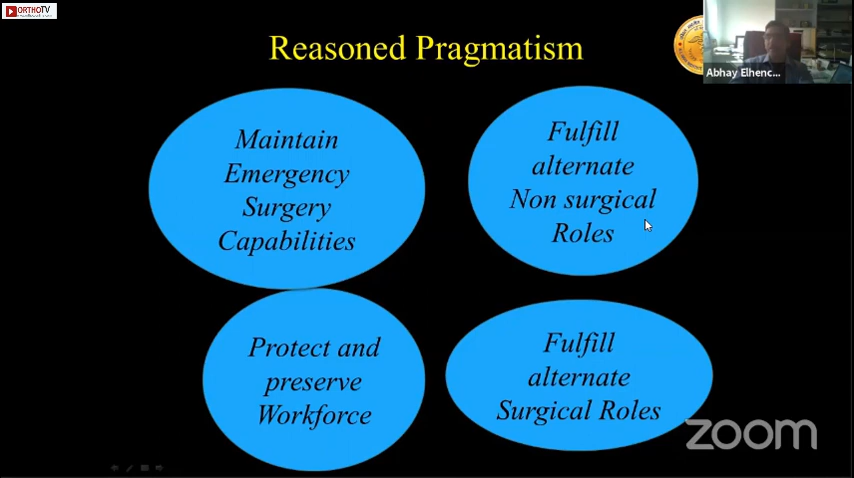 ORTHOTV
Reasoned Pragmatism
Abhay Elhenc...
Maintain
Emergency
Surgery
Capabilities
Fulfill
alternate
Non surgical
Roles
Protect and
preserve
Workforce
Fulfill
alternate
Surgical Roles
zoom